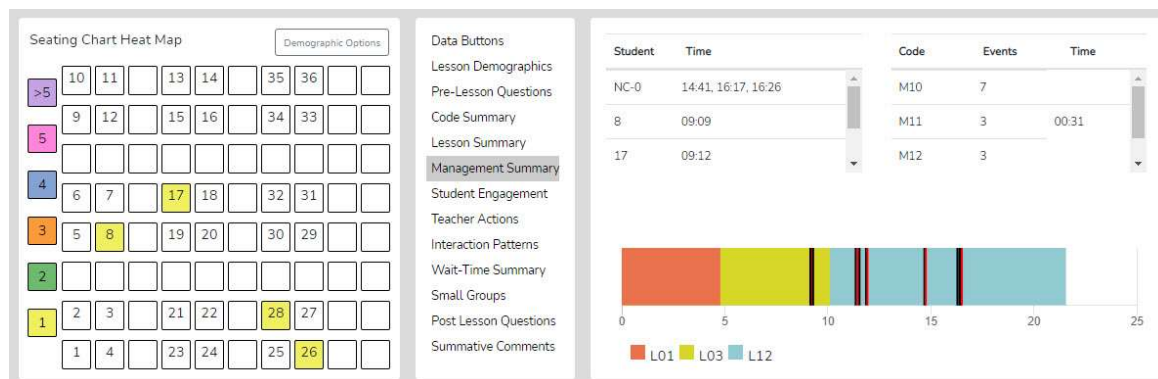 Seating Chart Heat Map
Demographic Options
>5
5
4
3
2
1
10 11 13 14 35 36
9 12 15 16 34 33
6 7 17 18 32 31
5 8 19 20 30 29
2 3 21 22 28 27
1 4 23 24 25 26
Data Buttons
Lesson Demographics
Pre-Lesson Questions
Code Summary
Lesson Summary
Management Summary
Student Engagement
Teacher Actions
Interaction Patterns
Wait-Time Summary
Small Groups
Post Lesson Questions
Summative Comments
Student Time
NC-0 14:41, 16:17, 16:26
8 09:09
17 09:12
Code Events Time
M10 7
M11 3 00:31
M12 3
0 5 10 15 20 25
L01 L03 L12